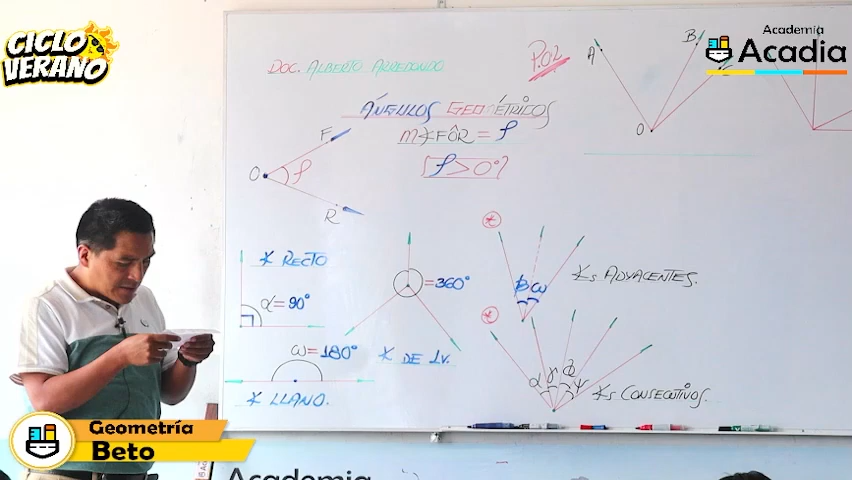 CICLO
VERANO
Academia
Acadia
DOC. ALBERTO ARREDONDO
P.02
A
B
O
ÁNGULOS GEOMÉTRICOS
m∢FÔR = ρ
ρ > 0°
F
O
ρ
R
∢ RECTO
α = 90°
= 360°
ω = 180°
∢ DE 1V.
∢ LLANO.
β ω
∢s ADYACENTES.
α γ ϕ ψ
∢s CONSECUTIVOS.
Geometría
Beto
Academia